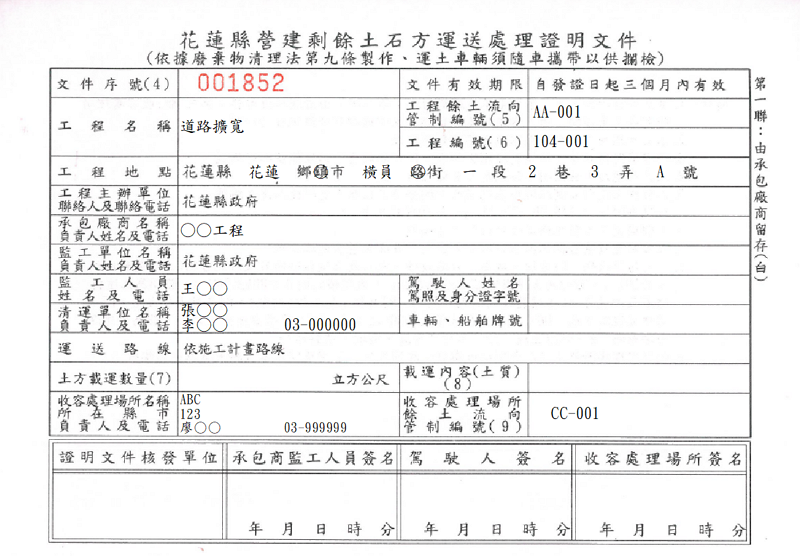 花蓮縣營建剩餘土石方運送處理證明文件
(依據廢棄物清理法第九條製作、運土車輛須隨車攜帶以供攔檢)
文件序號(4) 001852 文件有效期限 自發證日起三個月內有效
工程名稱 道路擴寬 工程餘土流向管制編號(5) AA-001
工程編號(6) 104-001
工程地點 花蓮縣 花蓮 鄉鎮市 橫貫 路街 一段 2 巷 3 弄 A 號
工程主辦單位
聯絡人及聯絡電話 花蓮縣政府
承包廠商名稱
負責人姓名及電話 ○○工程
監工單位名稱
負責人姓名及電話 花蓮縣政府
監工人員
姓名及電話 王○○ 駕駛人姓名
駕照及身分證字號
清運單位名稱 張○○
負責人及電話 李○○ 03-000000 車輛、船舶牌號
運送路線 依施工計畫路線
土方載運數量(7) 立方公尺 載運內容(土質)
(8)
收容處理場所名稱 ABC
所在縣市 123
負責人及電話 廖○○ 03-999999
收容處理場所
餘土流向
管制編號(9) CC-001
證明文件核發單位 承包商監工人員簽名 駕駛人簽名 收容處理場所簽名
年 月 日 時 分 年 月 日 時 分 年 月 日 時 分
第一聯：由承包廠商留存(白)